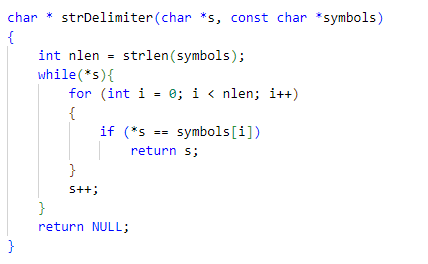 char * strDelimiter(char *s, const char *symbols)
{
    int nlen = strlen(symbols);
    while(*s){
        for (int i = 0; i < nlen; i++)
        {
            if (*s == symbols[i])
                return s;
        }
        s++;
    }
    return NULL;
}